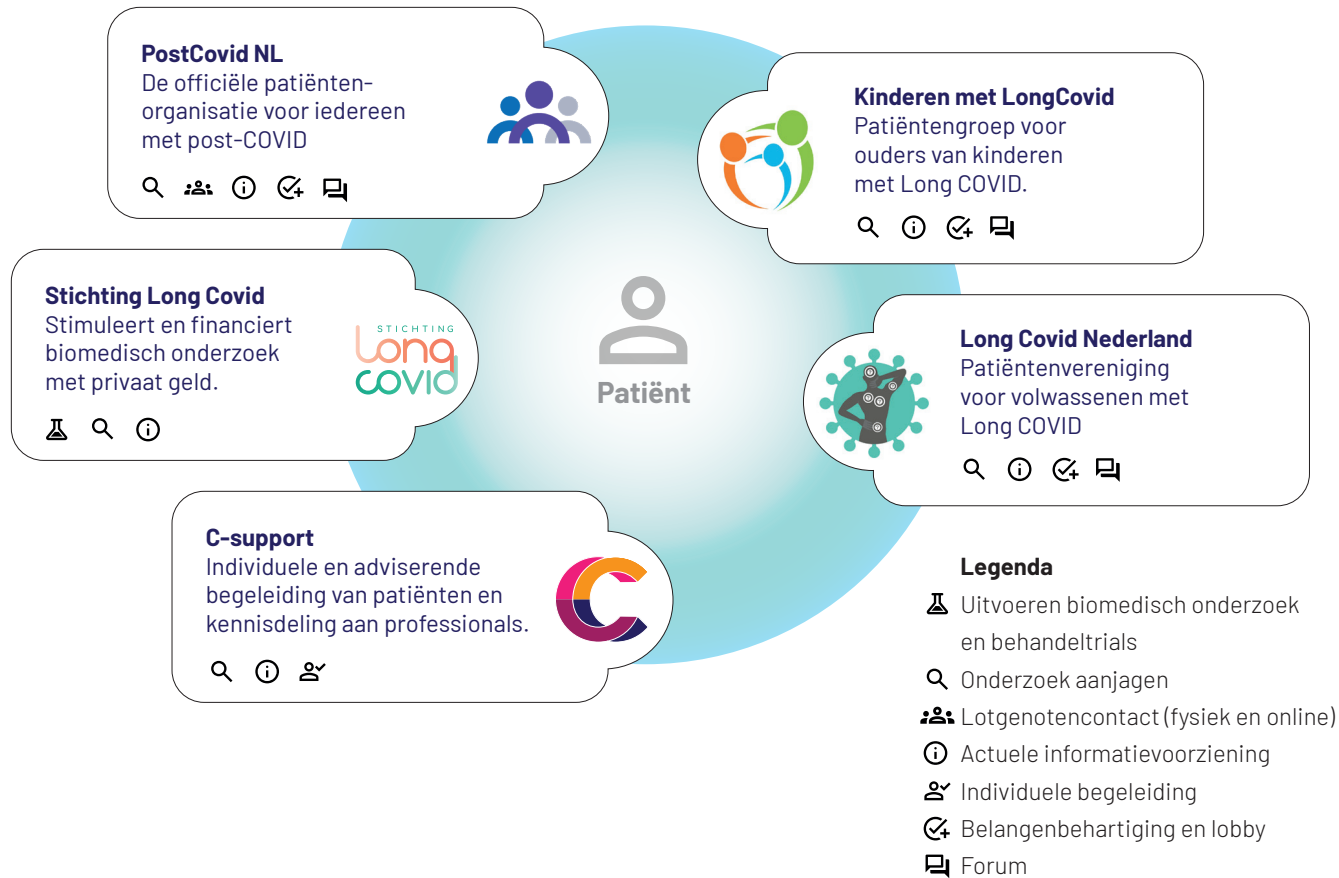 PostCovid NL
De officiële patiënten-
organisatie voor iedereen
met post-COVID
Kinderen met LongCovid
Patiëntengroep voor
ouders van kinderen
met Long COVID.
Stichting Long Covid
Stimuleert en financiert
biomedisch onderzoek
met privaat geld.
STICHTING
Long
COVID
Patiënt
Long Covid Nederland
Patiëntenvereniging
voor volwassenen met
Long COVID
C-support
Individuele en adviserende
begeleiding van patiënten en
kennisdeling aan professionals.
Legenda
Uitvoeren biomedisch onderzoek
en behandeltrials
Onderzoek aanjagen
Lotgenotencontact (fysiek en online)
Actuele informatievoorziening
Individuele begeleiding
Belangenbehartiging en lobby
Forum